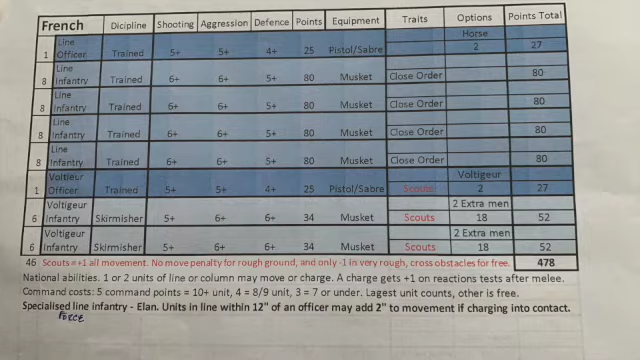 French Dicipline Shooting Aggression Defence Points Equipment Traits Options Points Total
Line Horse
1 Officer Trained 5+ 5+ 4+ 25 Pistol/Sabre 2 27
Line
8 Infantry Trained 6+ 6+ 5+ 80 Musket Close Order 80
Line
8 Infantry Trained 6+ 6+ 5+ 80 Musket Close Order 80
Line
8 Infantry Trained 6+ 6+ 5+ 80 Musket Close Order 80
Line
8 Infantry Trained 6+ 6+ 5+ 80 Musket Close Order 80
Voltieur Voltigeur
1 Officer Trained 5+ 5+ 4+ 25 Pistol/Sabre Scouts 2 27
Voltigeur 2 Extra men
6 Infantry Skirmisher 5+ 6+ 6+ 34 Musket Scouts 18 52
Voltigeur 2 Extra men
6 Infantry Skirmisher 5+ 6+ 6+ 34 Musket Scouts 18 52
46 Scouts = +1 all movement. No move penalty for rough ground, and only -1 in very rough, cross obstacles for free. 478
National abilities. 1 or 2 units of line or column may move or charge. A charge gets +1 on reactions tests after melee.
Command costs: 5 command points = 10+ unit, 4 = 8/9 unit, 3 = 7 or under. Lagest unit counts, other is free.
Specialised line infantry - Elan. Units in line within 12" of an officer may add 2" to movement if charging into contact.
FORCE